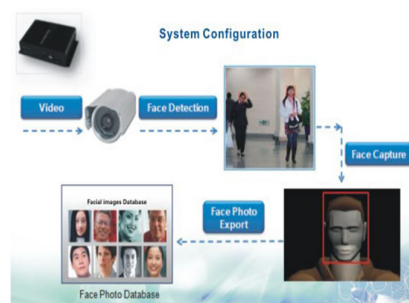 System Configuration
Video
Face Detection
Face Capture
Facial images Database
Face Photo
Export
Face Photo Database